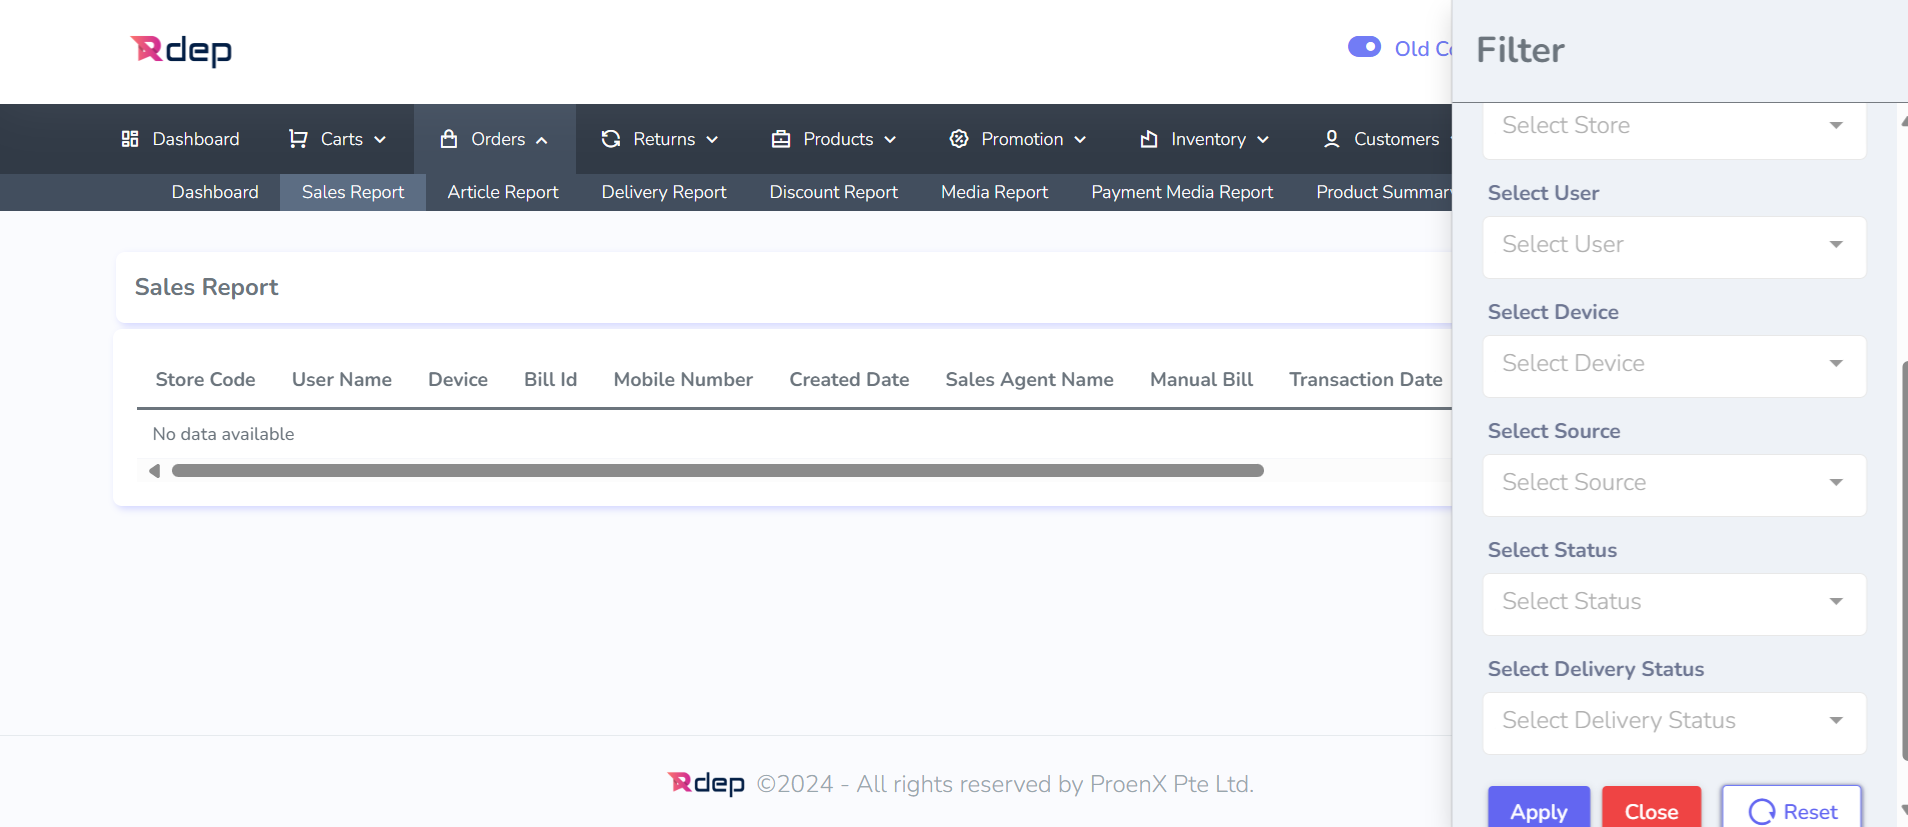 Rdep
Old
Filter
Dashboard Carts Orders Returns Products Promotion Inventory Customers
Dashboard Sales Report Article Report Delivery Report Discount Report Media Report Payment Media Report Product Summary
Sales Report
Store Code User Name Device Bill Id Mobile Number Created Date Sales Agent Name Manual Bill Transaction Date
No data available
Select Store
Select User
Select User
Select Device
Select Device
Select Source
Select Source
Select Status
Select Status
Select Delivery Status
Select Delivery Status
Apply Close Reset
Rdep ©2024 - All rights reserved by ProenX Pte Ltd.